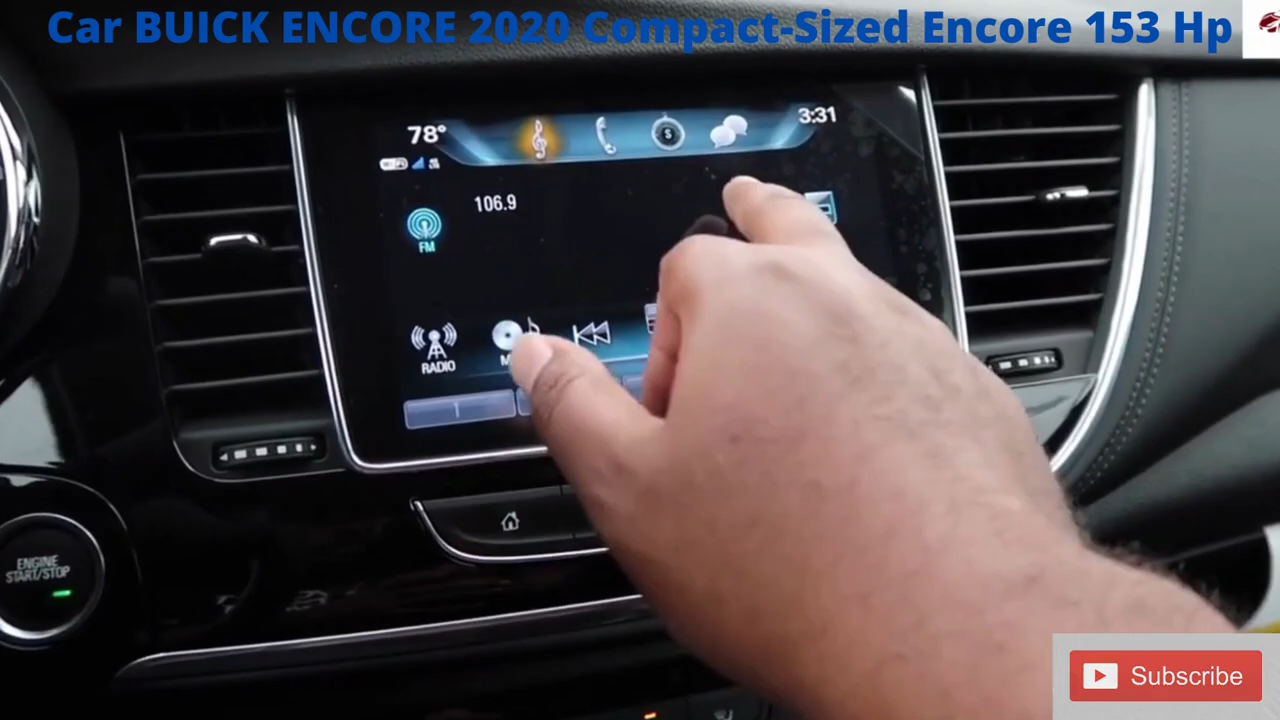 Car BUICK ENCORE 2020 Compact-Sized Encore 153 Hp
78°
3:31
S
106.9
FM
RADIO
ENGINE
START/STOP
Subscribe